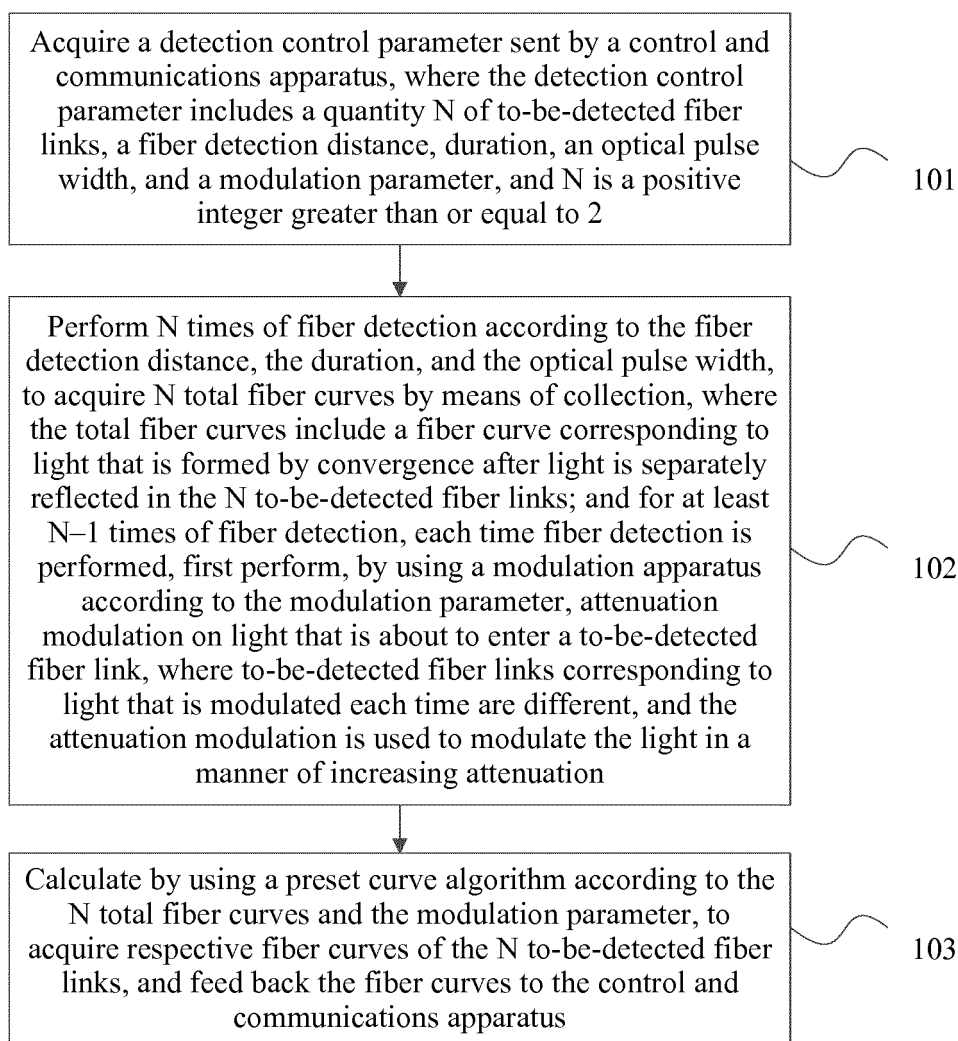 Acquire a detection control parameter sent by a control and
communications apparatus, where the detection control
parameter includes a quantity N of to-be-detected fiber
links, a fiber detection distance, duration, an optical pulse
width, and a modulation parameter, and N is a positive
integer greater than or equal to 2
101
Perform N times of fiber detection according to the fiber
detection distance, the duration, and the optical pulse width,
to acquire N total fiber curves by means of collection, where
the total fiber curves include a fiber curve corresponding to
light that is formed by convergence after light is separately
reflected in the N to-be-detected fiber links; and for at least
N–1 times of fiber detection, each time fiber detection is
performed, first perform, by using a modulation apparatus
according to the modulation parameter, attenuation
modulation on light that is about to enter a to-be-detected
fiber link, where to-be-detected fiber links corresponding to
light that is modulated each time are different, and the
attenuation modulation is used to modulate the light in a
manner of increasing attenuation
102
Calculate by using a preset curve algorithm according to the
N total fiber curves and the modulation parameter, to
acquire respective fiber curves of the N to-be-detected fiber
links, and feed back the fiber curves to the control and
communications apparatus
103